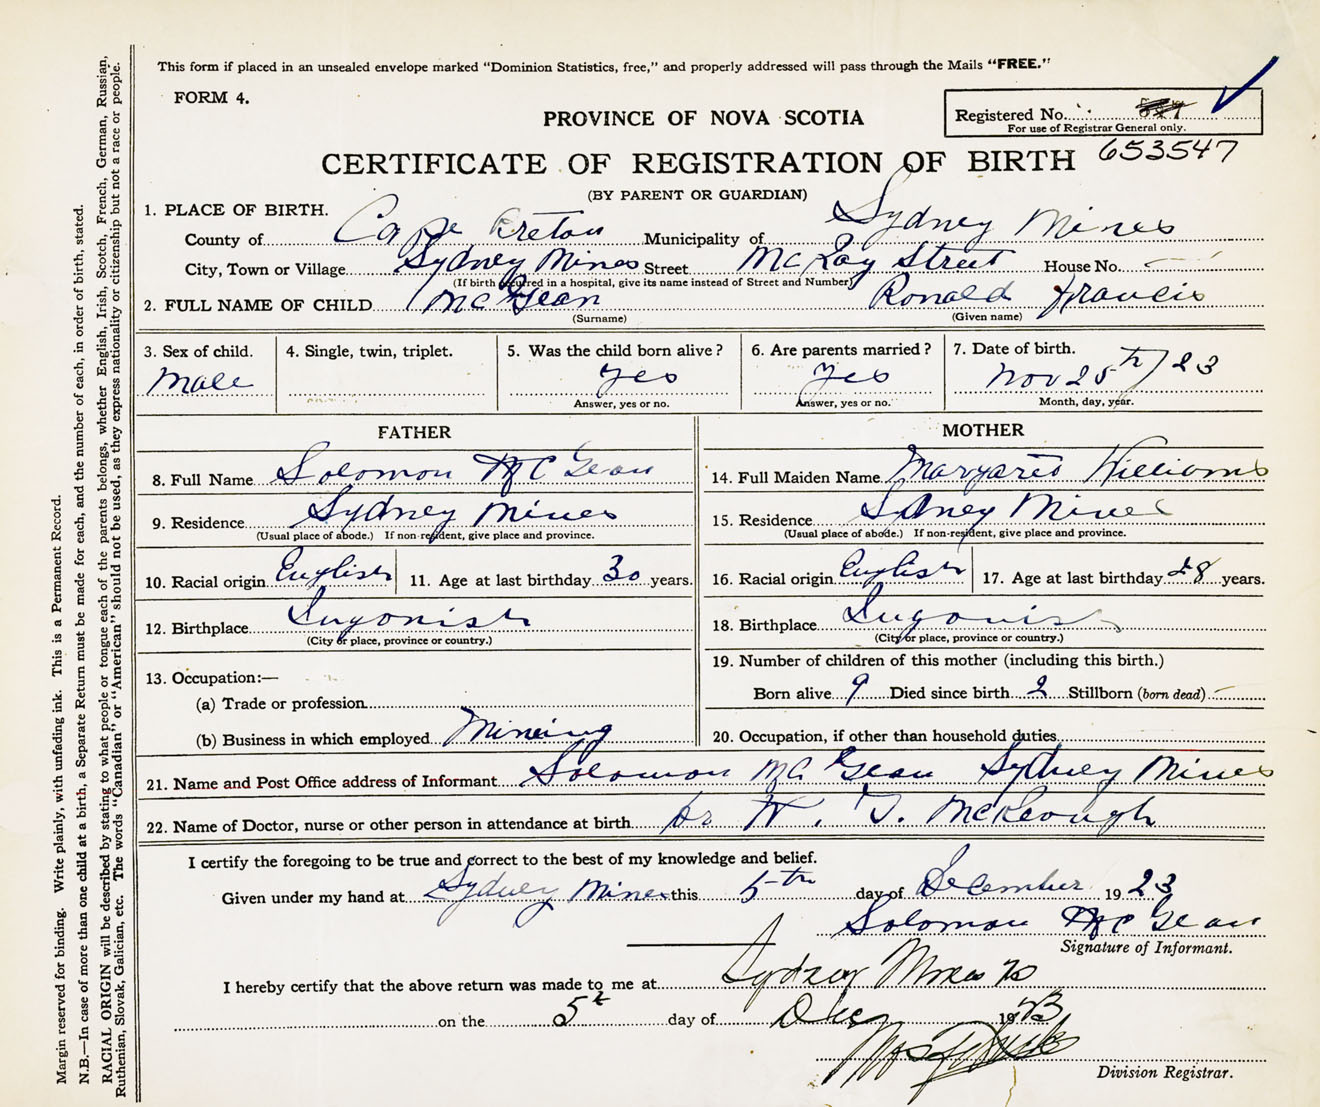 This form if placed in an unsealed envelope marked "Dominion Statistics, free," and properly addressed will pass through the Mails "FREE."
FORM 4.
PROVINCE OF NOVA SCOTIA
Registered No.
For use of Registrar General only.
653547
CERTIFICATE OF REGISTRATION OF BIRTH
(BY PARENT OR GUARDIAN)
1. PLACE OF BIRTH.
County of Cape Breton Municipality of Sydney Mines
City, Town or Village Sydney Mines Street McKay Street House No. —
(If birth occurred in a hospital, give its name instead of Street and Number)
2. FULL NAME OF CHILD McGean Ronald Francis
(Surname) (Given name)
3. Sex of child. 4. Single, twin, triplet. 5. Was the child born alive? 6. Are parents married? 7. Date of birth.
Male Yes Yes Nov 25th/23
Answer, yes or no. Answer, yes or no. Month, day, year.
FATHER
8. Full Name Solomon McGean
9. Residence Sydney Mines
(Usual place of abode.) If non-resident, give place and province.
10. Racial origin English 11. Age at last birthday 30 years.
12. Birthplace Ingonish
(City or place, province or country.)
13. Occupation:—
(a) Trade or profession
(b) Business in which employed Mineing
MOTHER
14. Full Maiden Name Margaret Williams
15. Residence Sydney Mines
(Usual place of abode.) If non-resident, give place and province.
16. Racial origin English 17. Age at last birthday 28 years.
18. Birthplace Ingonish
(City or place, province or country.)
19. Number of children of this mother (including this birth.)
Born alive 9 Died since birth 2 Stillborn (born dead) —
20. Occupation, if other than household duties
21. Name and Post Office address of Informant Solomon McGean Sydney Mines
22. Name of Doctor, nurse or other person in attendance at birth Dr W. J. McKeough
I certify the foregoing to be true and correct to the best of my knowledge and belief.
Given under my hand at Sydney Mines this 5th day of December 1923
Solomon McGean
Signature of Informant.
I hereby certify that the above return was made to me at Sydney Mines
on the 5th day of Dec 1923
Division Registrar.
Margin reserved for binding. Write plainly, with unfading ink. This is a Permanent Record.
N.B.—In case of more than one child at a birth, a Separate Return must be made for each, and the number of each, in order of birth, stated.
RACIAL ORIGIN will be described by stating to what people or tongue each of the parents belongs, whether English, Irish, Scotch, French, German, Russian,
Ruthenian, Slovak, Galician, etc. The words "Canadian" or "American" should not be used, as they express nationality or citizenship but not a race or people.